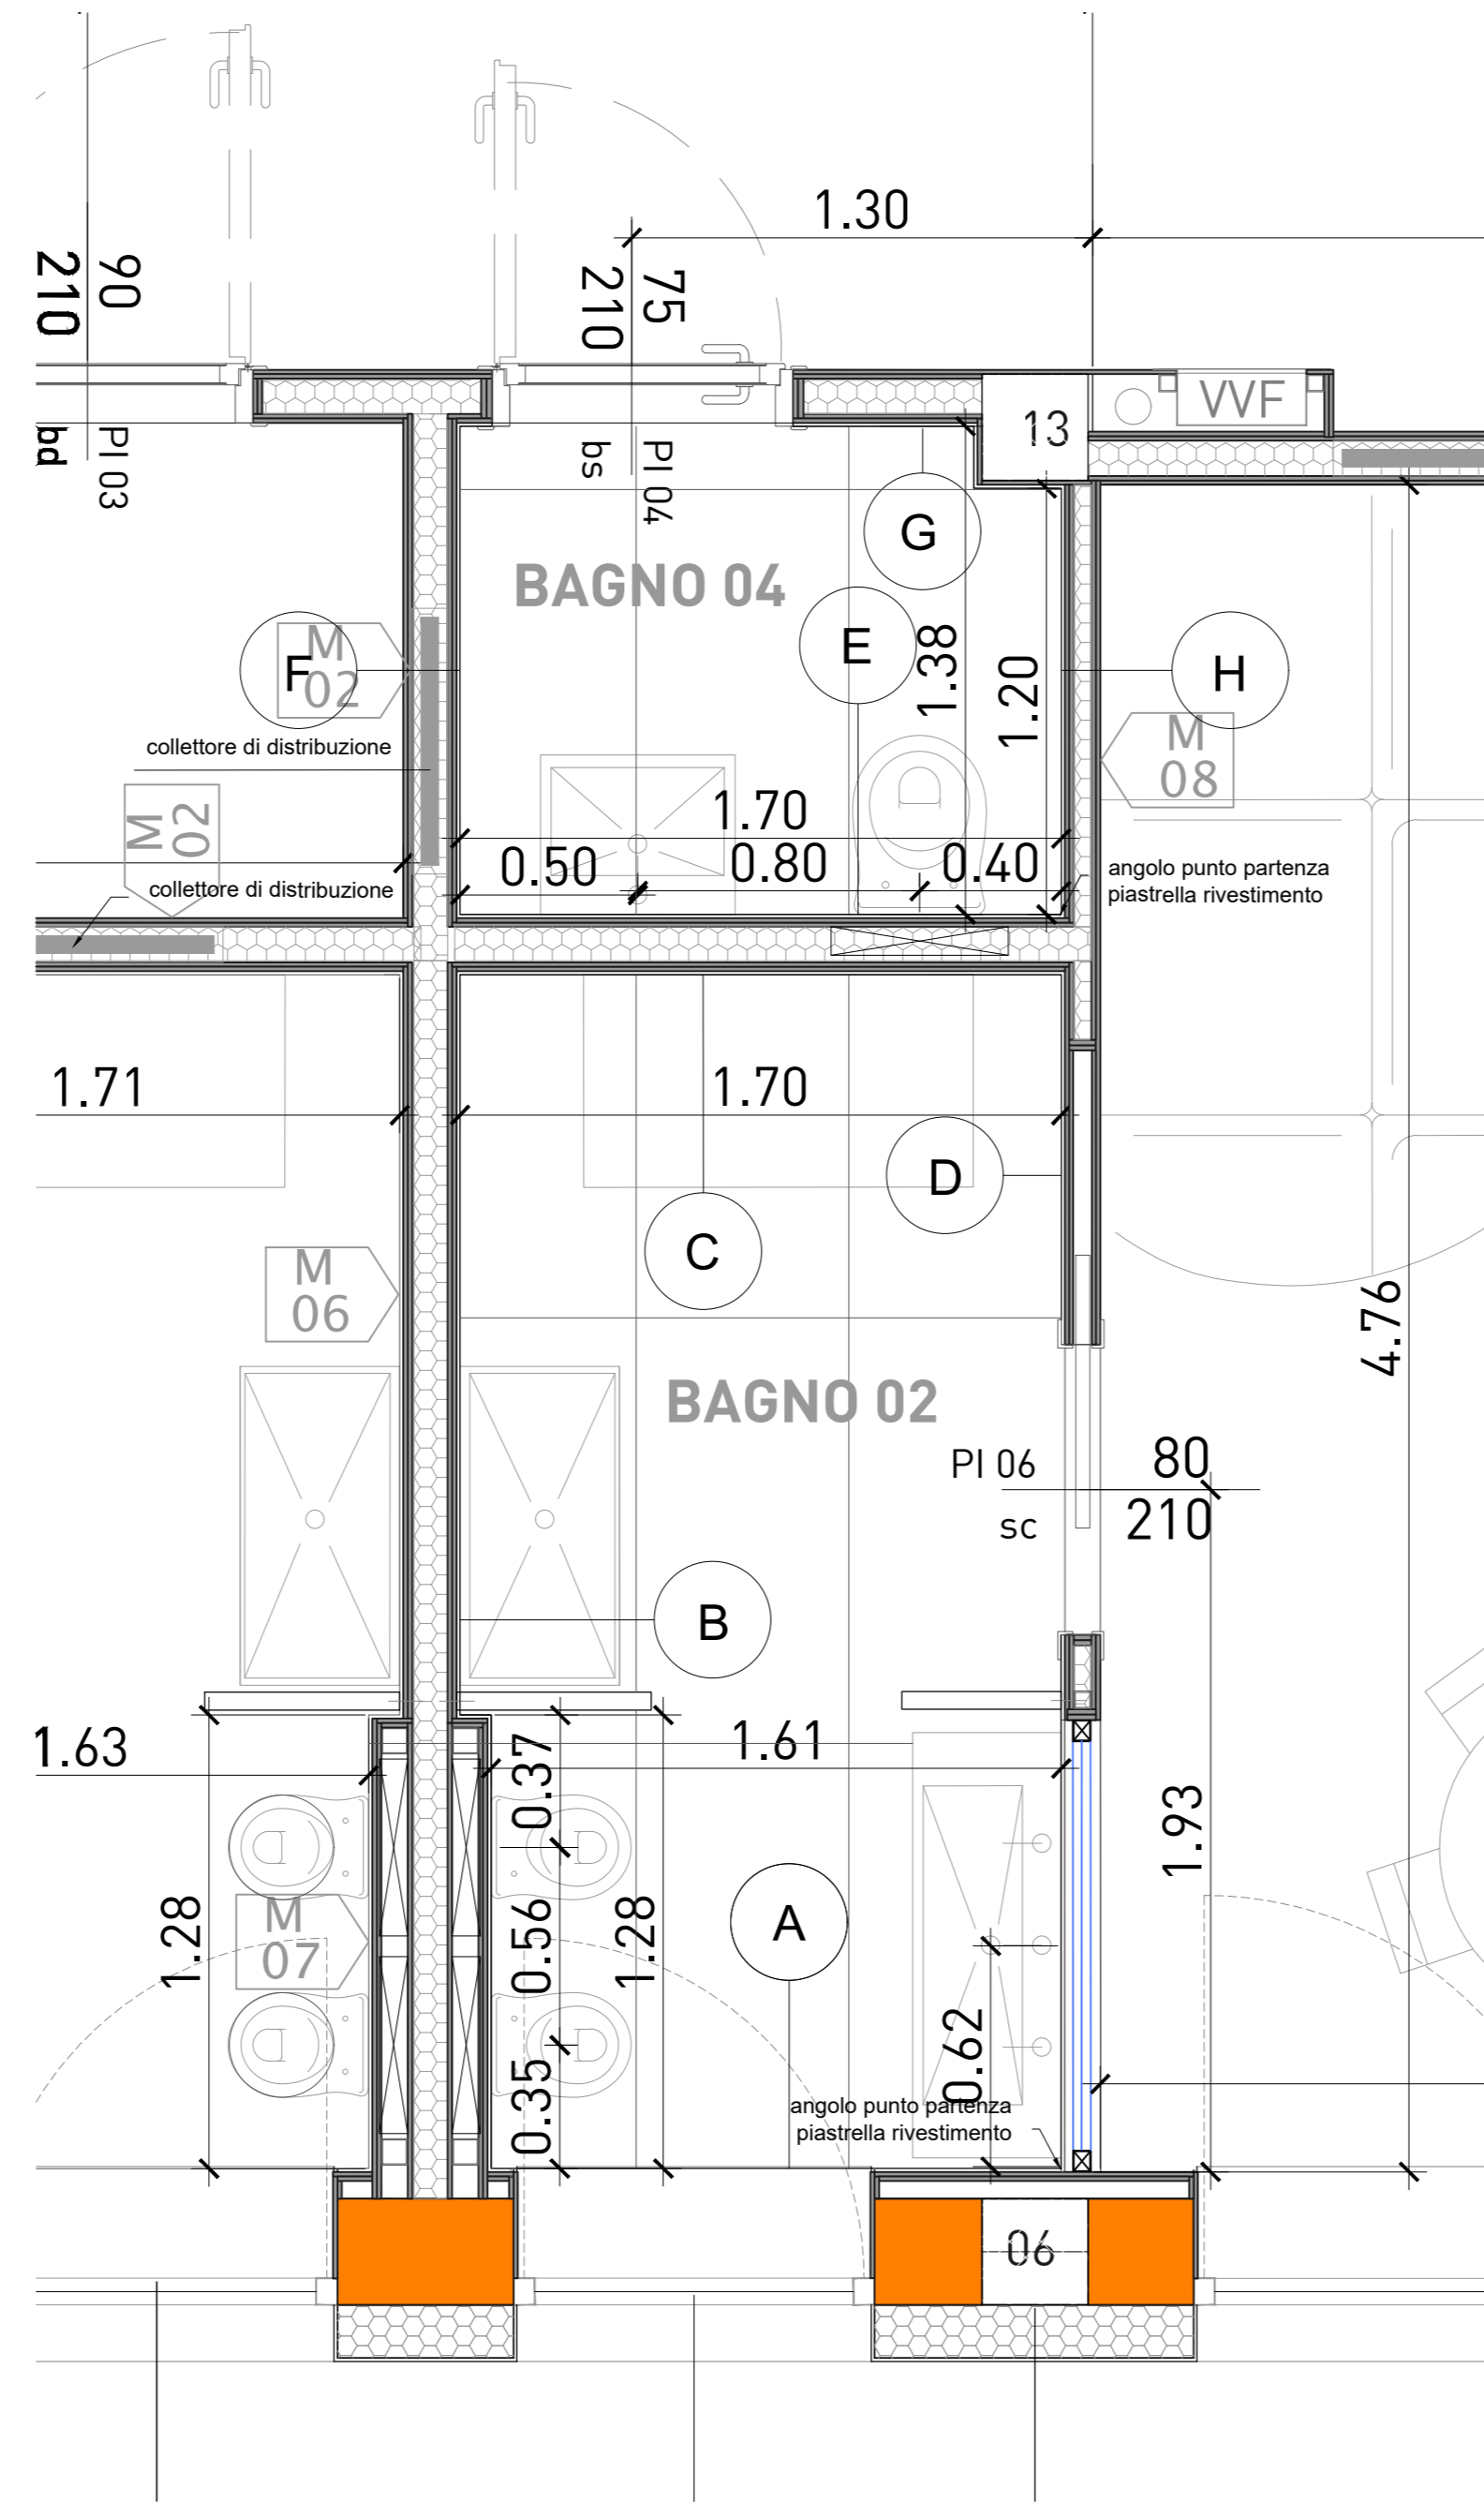 1.30
90
210
75
210
PI 03
bd
PI 04
bs
13
VVF
G
BAGNO 04
E
F
M
02
H
1.38
1.20
M
08
collettore di distribuzione
M
02
1.70
0.50
0.80
0.40
collettore di distribuzione
angolo punto partenza
piastrella rivestimento
1.71
1.70
D
C
M
06
4.76
BAGNO 02
PI 06
sc
80
210
B
1.63
0.37
1.61
1.93
1.28
M
07
0.56
1.28
A
0.62
0.35
angolo punto partenza
piastrella rivestimento
06